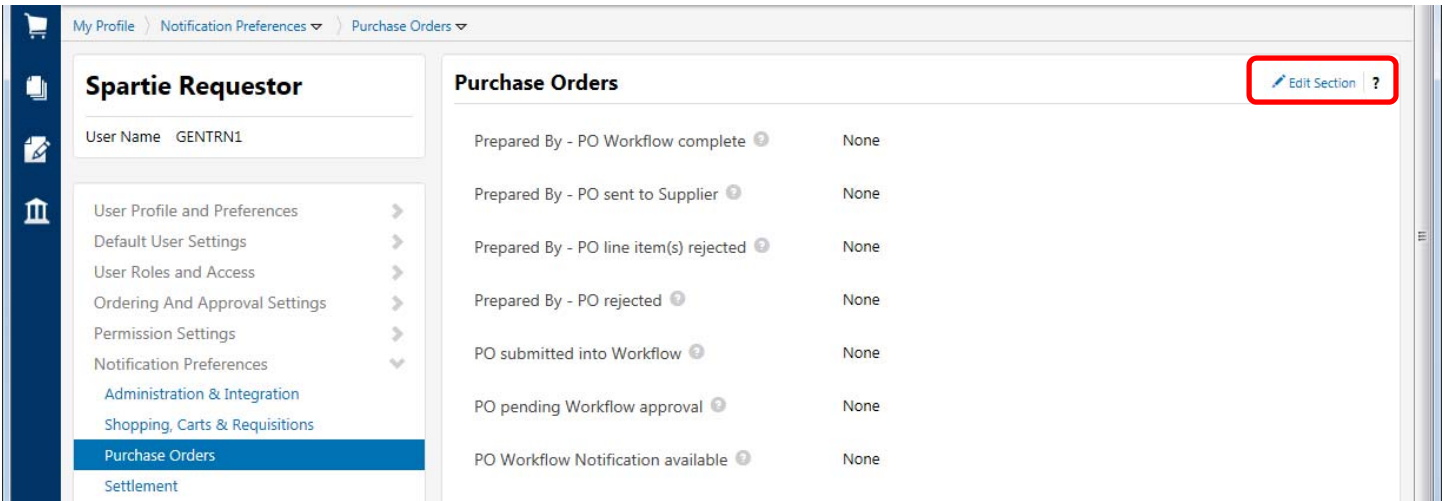 My Profile Notification Preferences Purchase Orders
Spartie Requestor
User Name GENTRN1
User Profile and Preferences
Default User Settings
User Roles and Access
Ordering And Approval Settings
Permission Settings
Notification Preferences
Administration & Integration
Shopping, Carts & Requisitions
Purchase Orders
Settlement
Purchase Orders
Edit Section ?
Prepared By - PO Workflow complete ? None
Prepared By - PO sent to Supplier ? None
Prepared By - PO line item(s) rejected ? None
Prepared By - PO rejected ? None
PO submitted into Workflow ? None
PO pending Workflow approval ? None
PO Workflow Notification available ? None